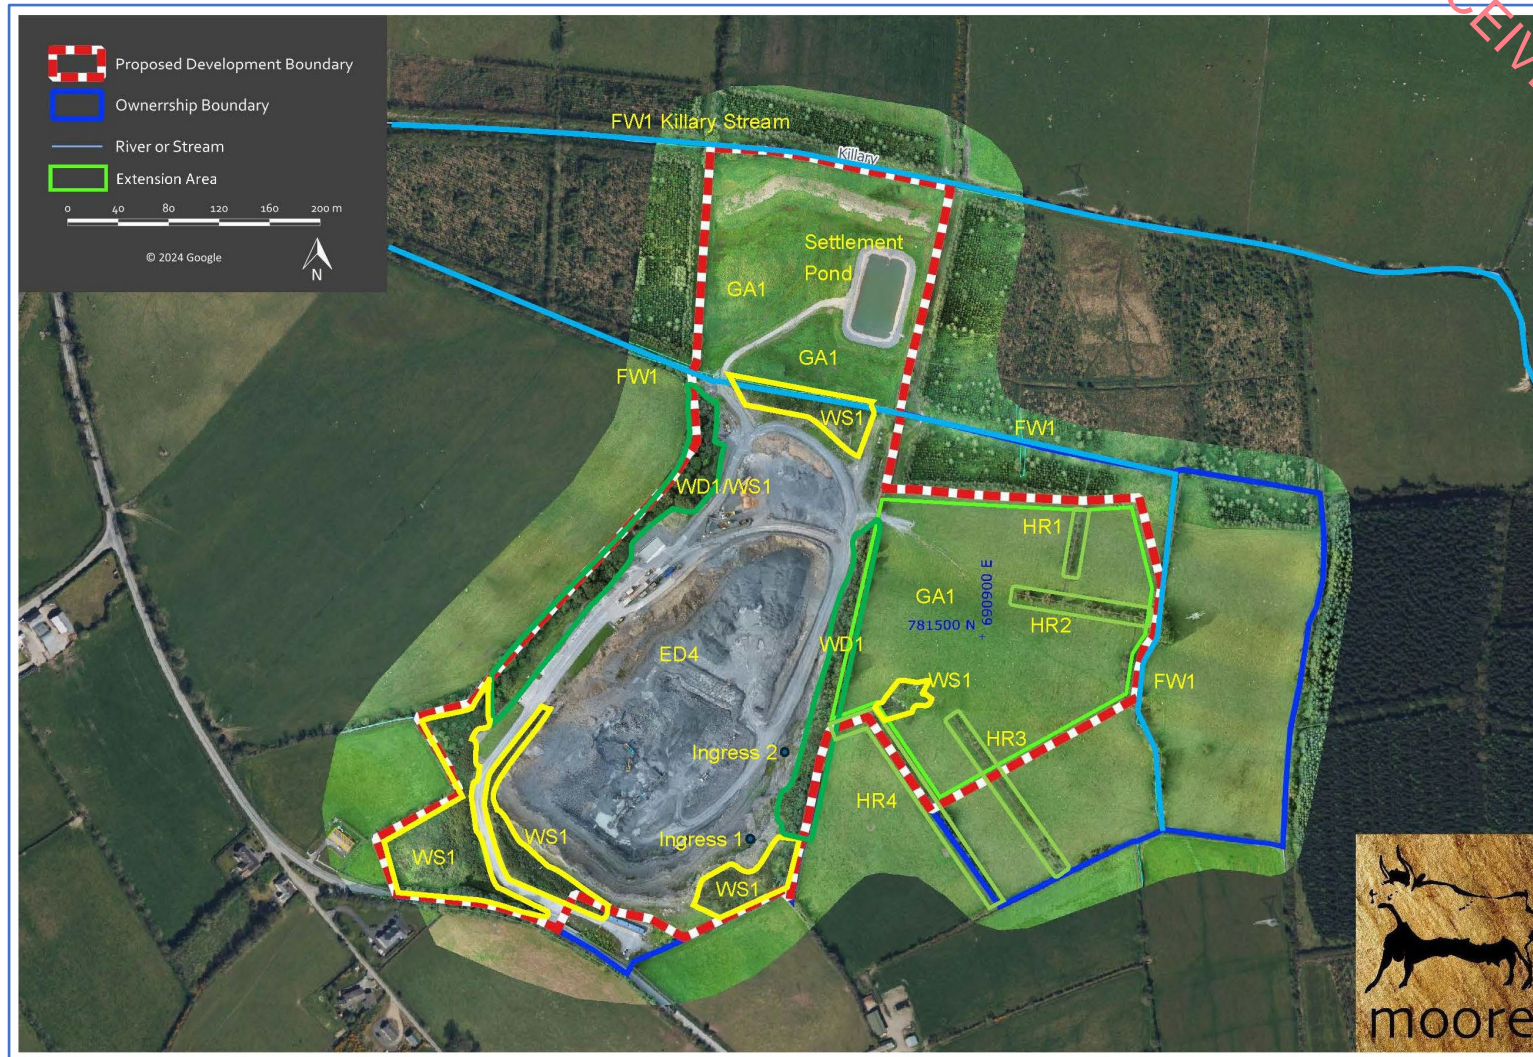 Proposed Development Boundary
Ownerrship Boundary
River or Stream
Extension Area
0 40 80 120 160 200 m
© 2024 Google
N
CEIV
FW1 Killary Stream
Killary
Settlement
Pond
GA1
GA1
FW1
WS1
FW1
WD1/WS1
HR1
GA1
690900 E
781500 N
+
HR2
WD1
ED4
WS1
FW1
HR3
Ingress 2
HR4
Ingress 1
WS1
WS1
WS1
moore